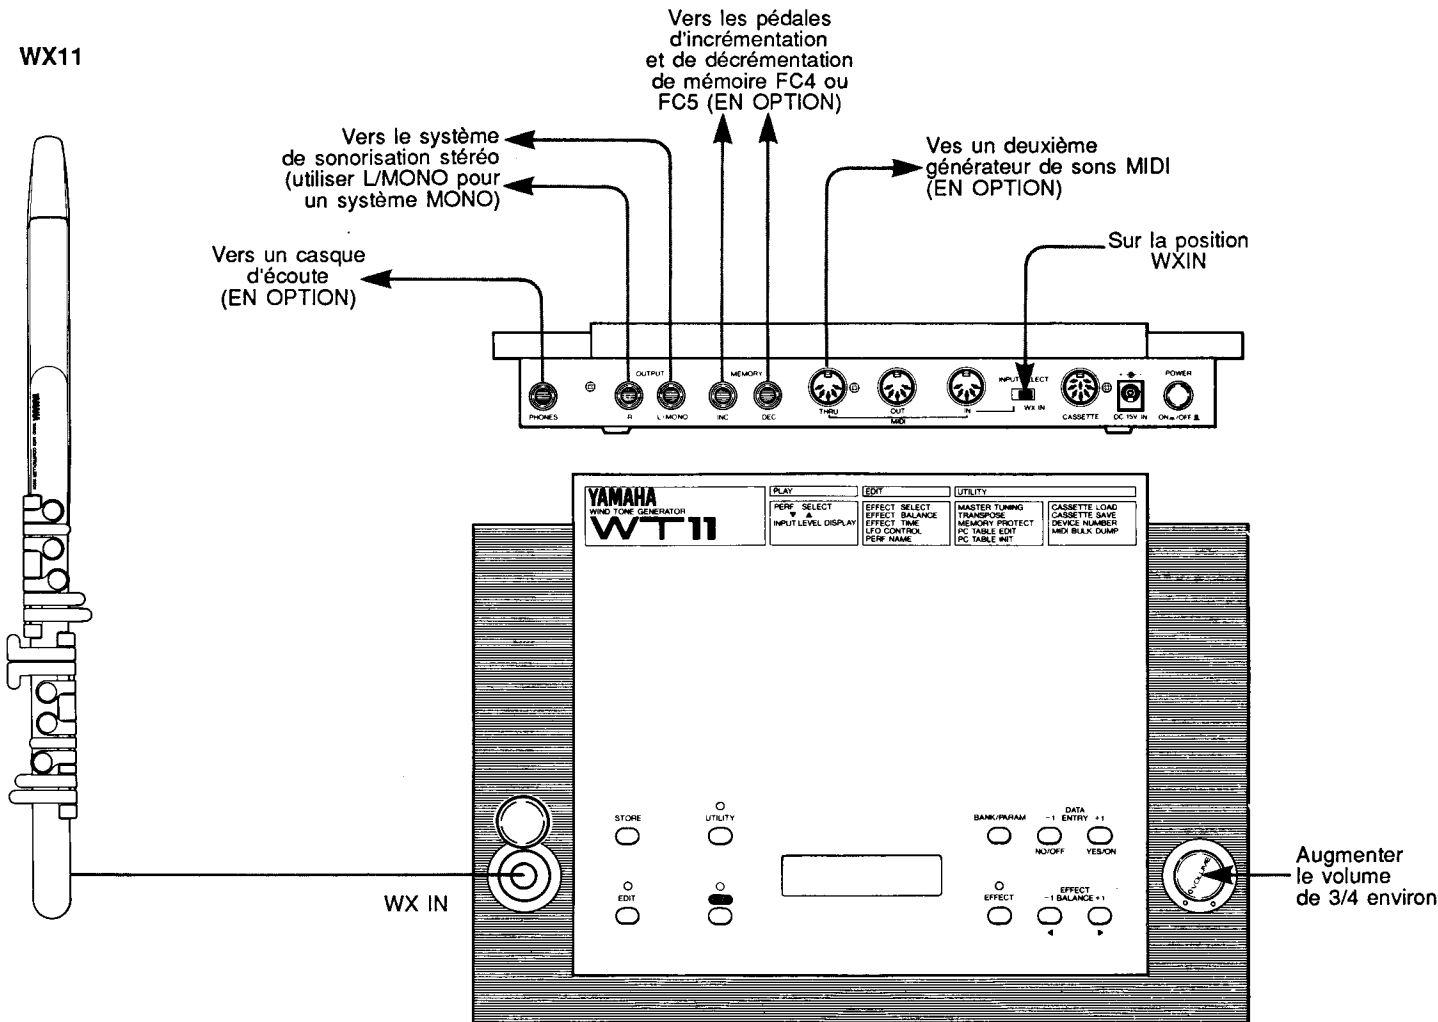 WX11
Vers les pédales
d'incrémentation
et de décrémentation
de mémoire FC4 ou
FC5 (EN OPTION)
Vers le système
de sonorisation stéréo
(utiliser L/MONO pour
un système MONO)
Ves un deuxième
générateur de sons MIDI
(EN OPTION)
Vers un casque
d'écoute
(EN OPTION)
Sur la position
WXIN
OUTPUT
MEMORY
INPUT SELECT
POWER
PHONES
R
L/MONO
INC
DEC
THRU
OUT
IN
MIDI
WX IN
CASSETTE
DC 15V IN
ON /OFF
YAMAHA
WIND TONE GENERATOR
WT11
PLAY
PERF SELECT
▼ ▲
INPUT LEVEL DISPLAY
EDIT
EFFECT SELECT
EFFECT BALANCE
EFFECT TIME
LFO CONTROL
PERF NAME
UTILITY
MASTER TUNING
TRANSPOSE
MEMORY PROTECT
PC TABLE EDIT
PC TABLE INIT
CASSETTE LOAD
CASSETTE SAVE
DEVICE NUMBER
MIDI BULK DUMP
YAMAHA
STORE
UTILITY
BANK/PARAM
DATA
-1 ENTRY +1
NO/OFF
YES/ON
EDIT
EFFECT
EFFECT
-1 BALANCE +1
◀ ▶
VOLUME
WX IN
Augmenter
le volume
de 3/4 environ